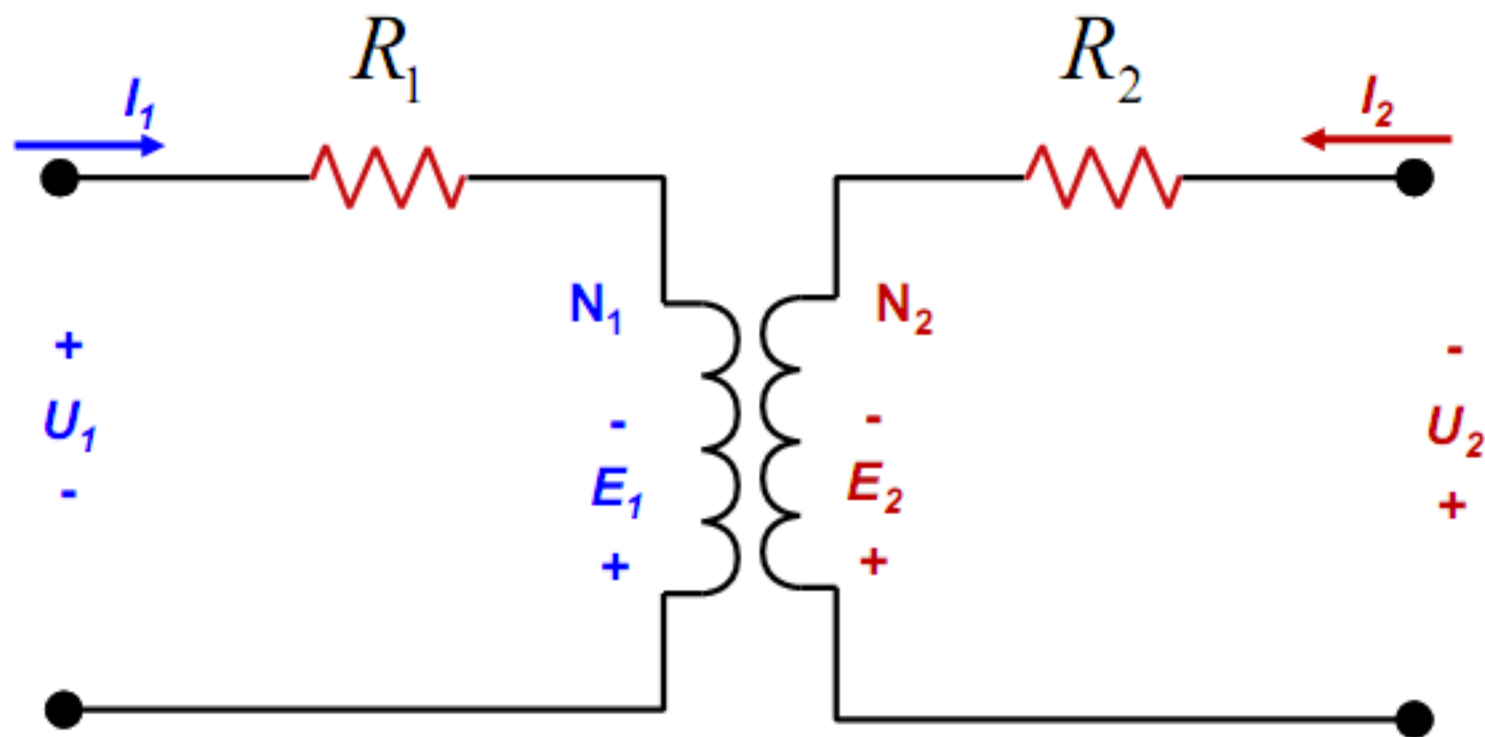 R₁
R₂
I₁
I₂
N₁
N₂
+
U₁
-
-
E₁
+
-
E₂
+
-
U₂
+